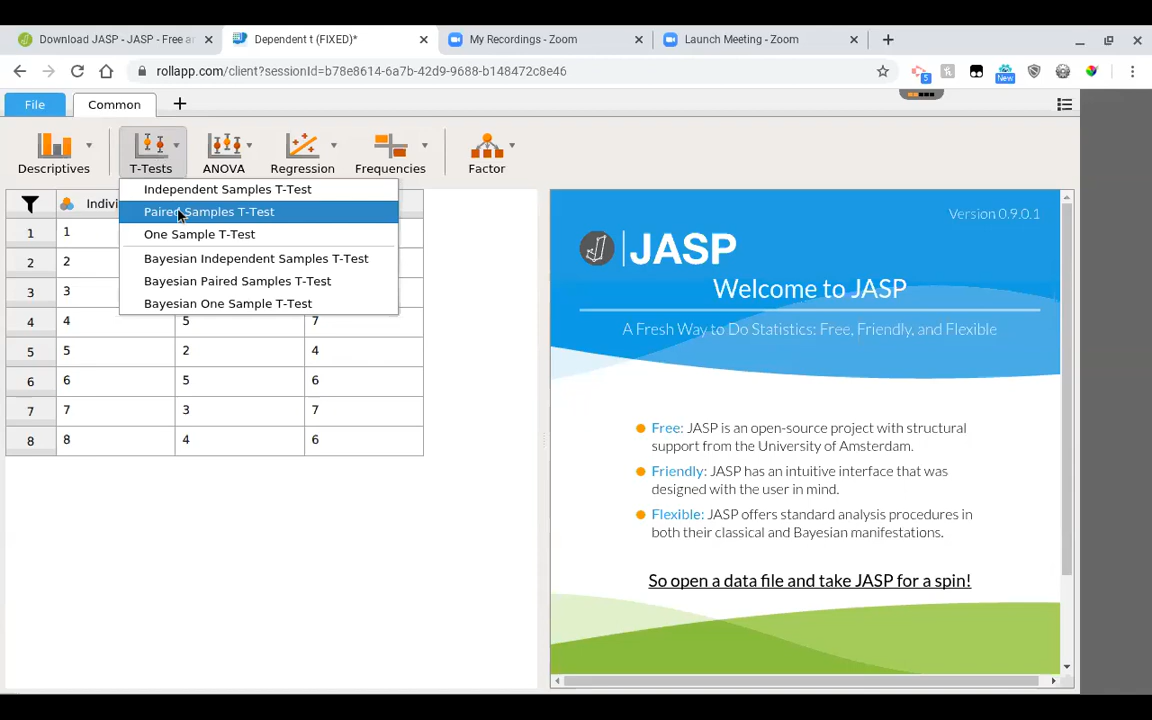 Download JASP - JASP - Free a
Dependent t (FIXED)*
My Recordings - Zoom
Launch Meeting - Zoom
rollapp.com/client?sessionId=b78e8614-6a7b-42d9-9688-b148472c8e46
5
New
File
Common
Descriptives
T-Tests
ANOVA
Regression
Frequencies
Factor
Independent Samples T-Test
Paired Samples T-Test
One Sample T-Test
Bayesian Independent Samples T-Test
Bayesian Paired Samples T-Test
Bayesian One Sample T-Test
Indivi
1 1
2 2
3 3
4 4 5 7
5 5 2 4
6 6 5 6
7 7 3 7
8 8 4 6
Version 0.9.0.1
JASP
Welcome to JASP
A Fresh Way to Do Statistics: Free, Friendly, and Flexible
Free: JASP is an open-source project with structural
support from the University of Amsterdam.
Friendly: JASP has an intuitive interface that was
designed with the user in mind.
Flexible: JASP offers standard analysis procedures in
both their classical and Bayesian manifestations.
So open a data file and take JASP for a spin!